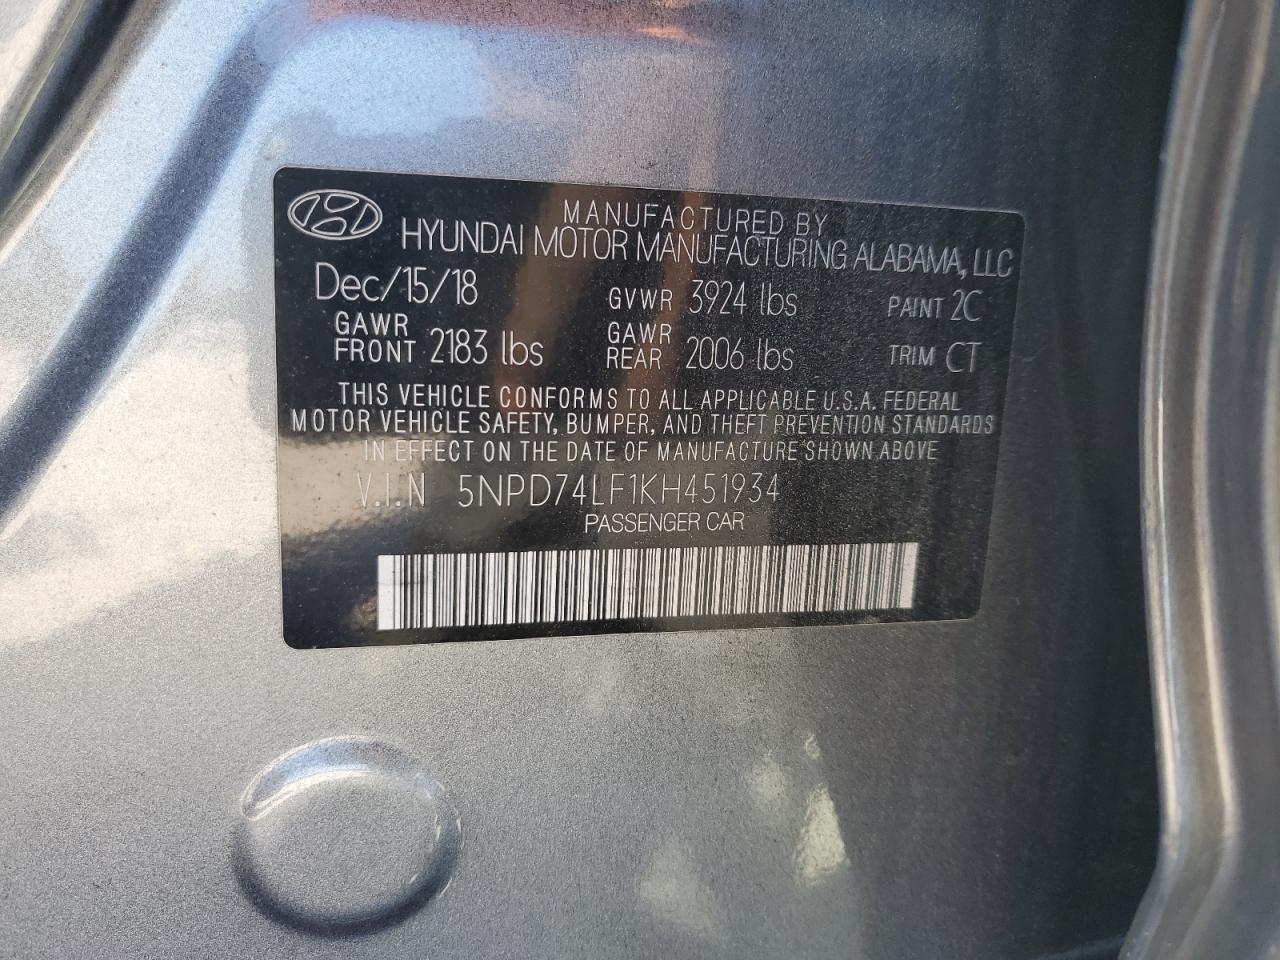 MANUFACTURED BY
HYUNDAI MOTOR MANUFACTURING ALABAMA, LLC
Dec/15/18 GVWR 3924 lbs PAINT 2C
GAWR FRONT 2183 lbs GAWR REAR 2006 lbs TRIM CT
THIS VEHICLE CONFORMS TO ALL APPLICABLE U.S.A. FEDERAL
MOTOR VEHICLE SAFETY, BUMPER, AND THEFT PREVENTION STANDARDS
IN EFFECT ON THE DATE OF MANUFACTURE SHOWN ABOVE
V.I.N 5NPD74LF1KH451934
PASSENGER CAR